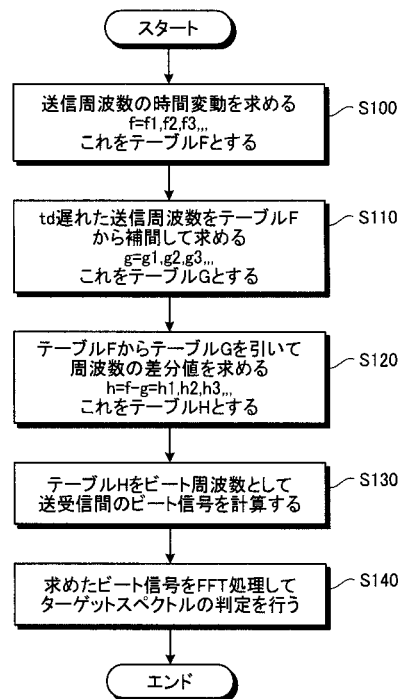 スタート
送信周波数の時間変動を求める
f=f1,f2,f3,,,
これをテーブルFとする
S100
td遅れた送信周波数をテーブルF
から補間して求める
g=g1,g2,g3,,,
これをテーブルGとする
S110
テーブルFからテーブルGを引いて
周波数の差分値を求める
h=f-g=h1,h2,h3,,,
これをテーブルHとする
S120
テーブルHをビート周波数として
送受信間のビート信号を計算する
S130
求めたビート信号をFFT処理して
ターゲットスペクトルの判定を行う
S140
エンド